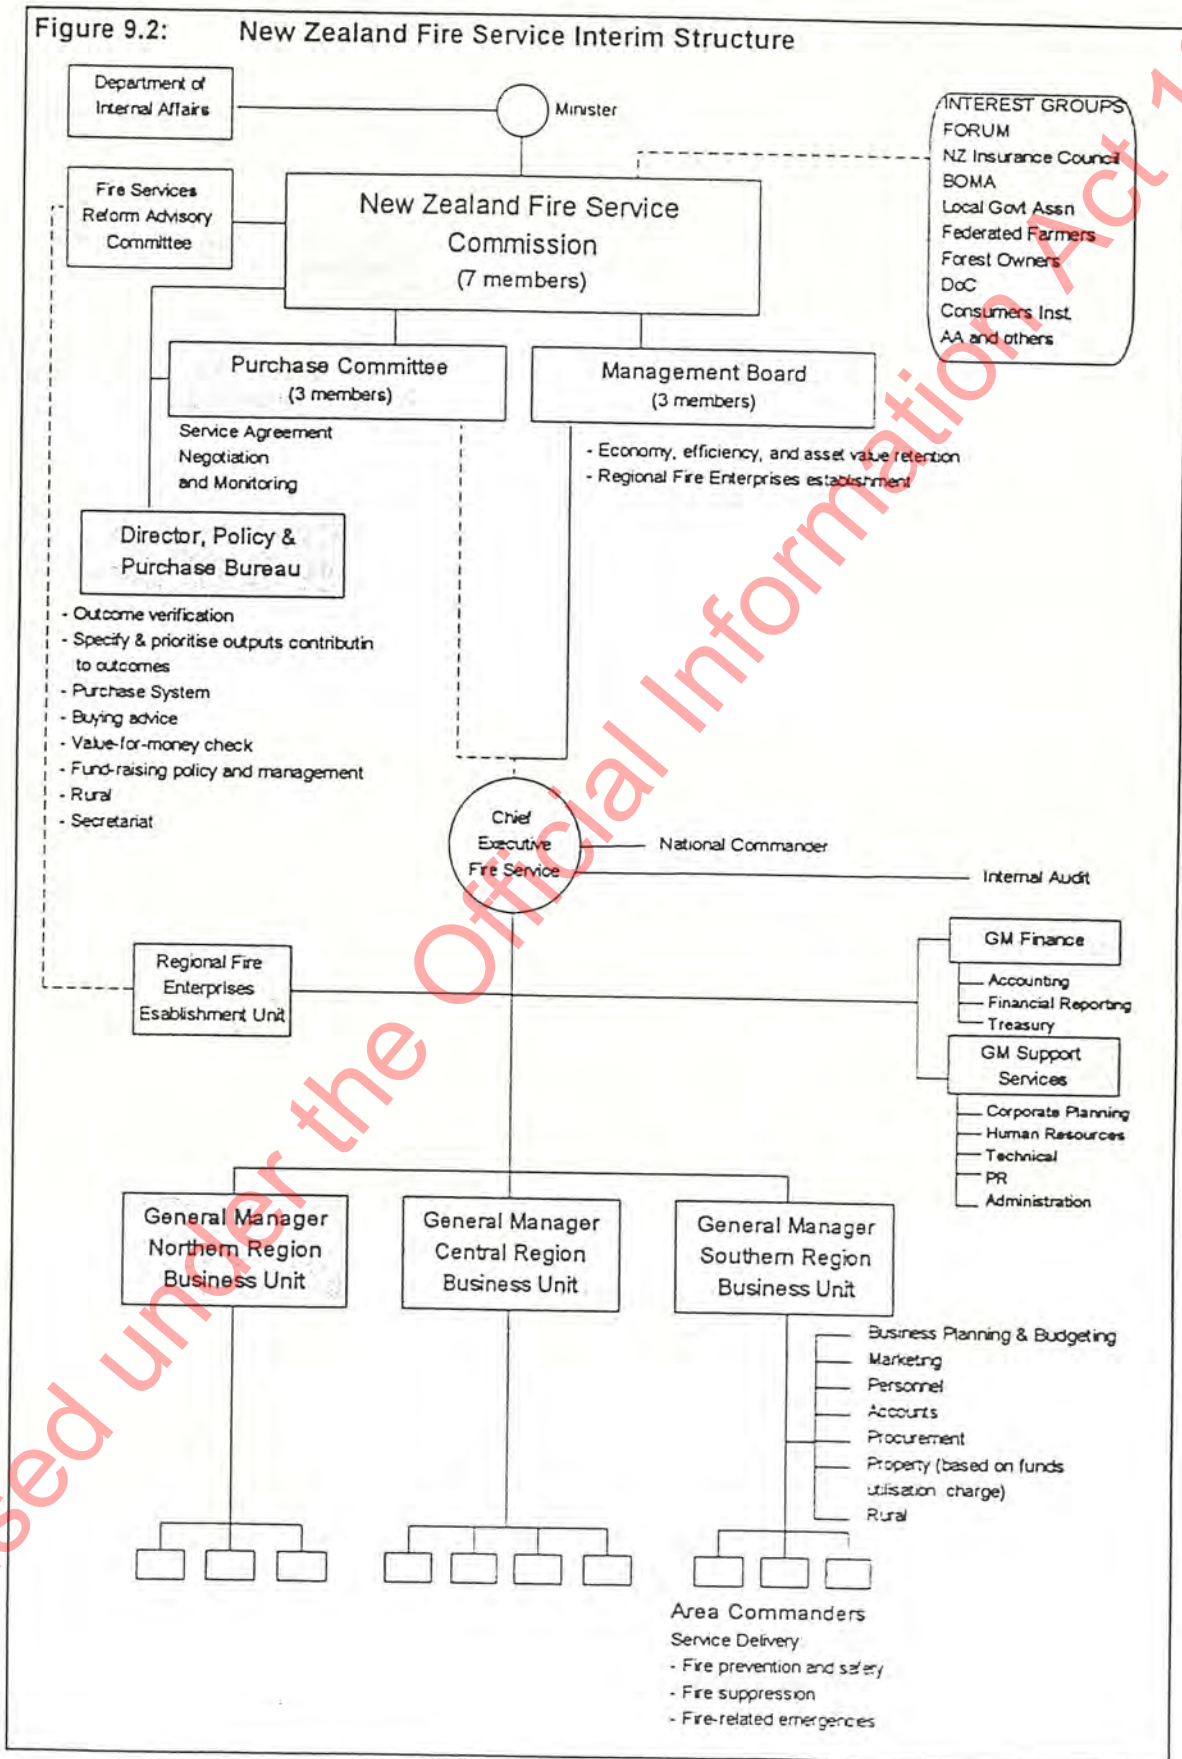 Figure 9.2: New Zealand Fire Service Interim Structure
Department of
Internal Affairs
Minister
INTEREST GROUPS
FORUM
NZ Insurance Council
BOMA
Local Govt Assn
Federated Farmers
Forest Owners
DoC
Consumers Inst.
AA and others
Fire Services
Reform Advisory
Committee
New Zealand Fire Service
Commission
(7 members)
Purchase Committee
(3 members)
Management Board
(3 members)
Service Agreement
Negotiation
and Monitoring
- Economy, efficiency, and asset value retention
- Regional Fire Enterprises establishment
Director, Policy &
Purchase Bureau
- Outcome verification
- Specify & prioritise outputs contributin
to outcomes
- Purchase System
- Buying advice
- Value-for-money check
- Fund-raising policy and management
- Rural
- Secretariat
Chief
Executive
Fire Service
National Commander
Internal Audit
Regional Fire
Enterprises
Esablishment Unit
GM Finance
Accounting
Financial Reporting
Treasury
GM Support
Services
Corporate Planning
Human Resources
Technical
PR
Administration
General Manager
Northern Region
Business Unit
General Manager
Central Region
Business Unit
General Manager
Southern Region
Business Unit
Business Planning & Budgeting
Marketing
Personnel
Accounts
Procurement
Property (based on funds
utilisation charge)
Rural
Area Commanders
Service Delivery
- Fire prevention and safety
- Fire suppression
- Fire-related emergences
sed under the Official Information Act 1